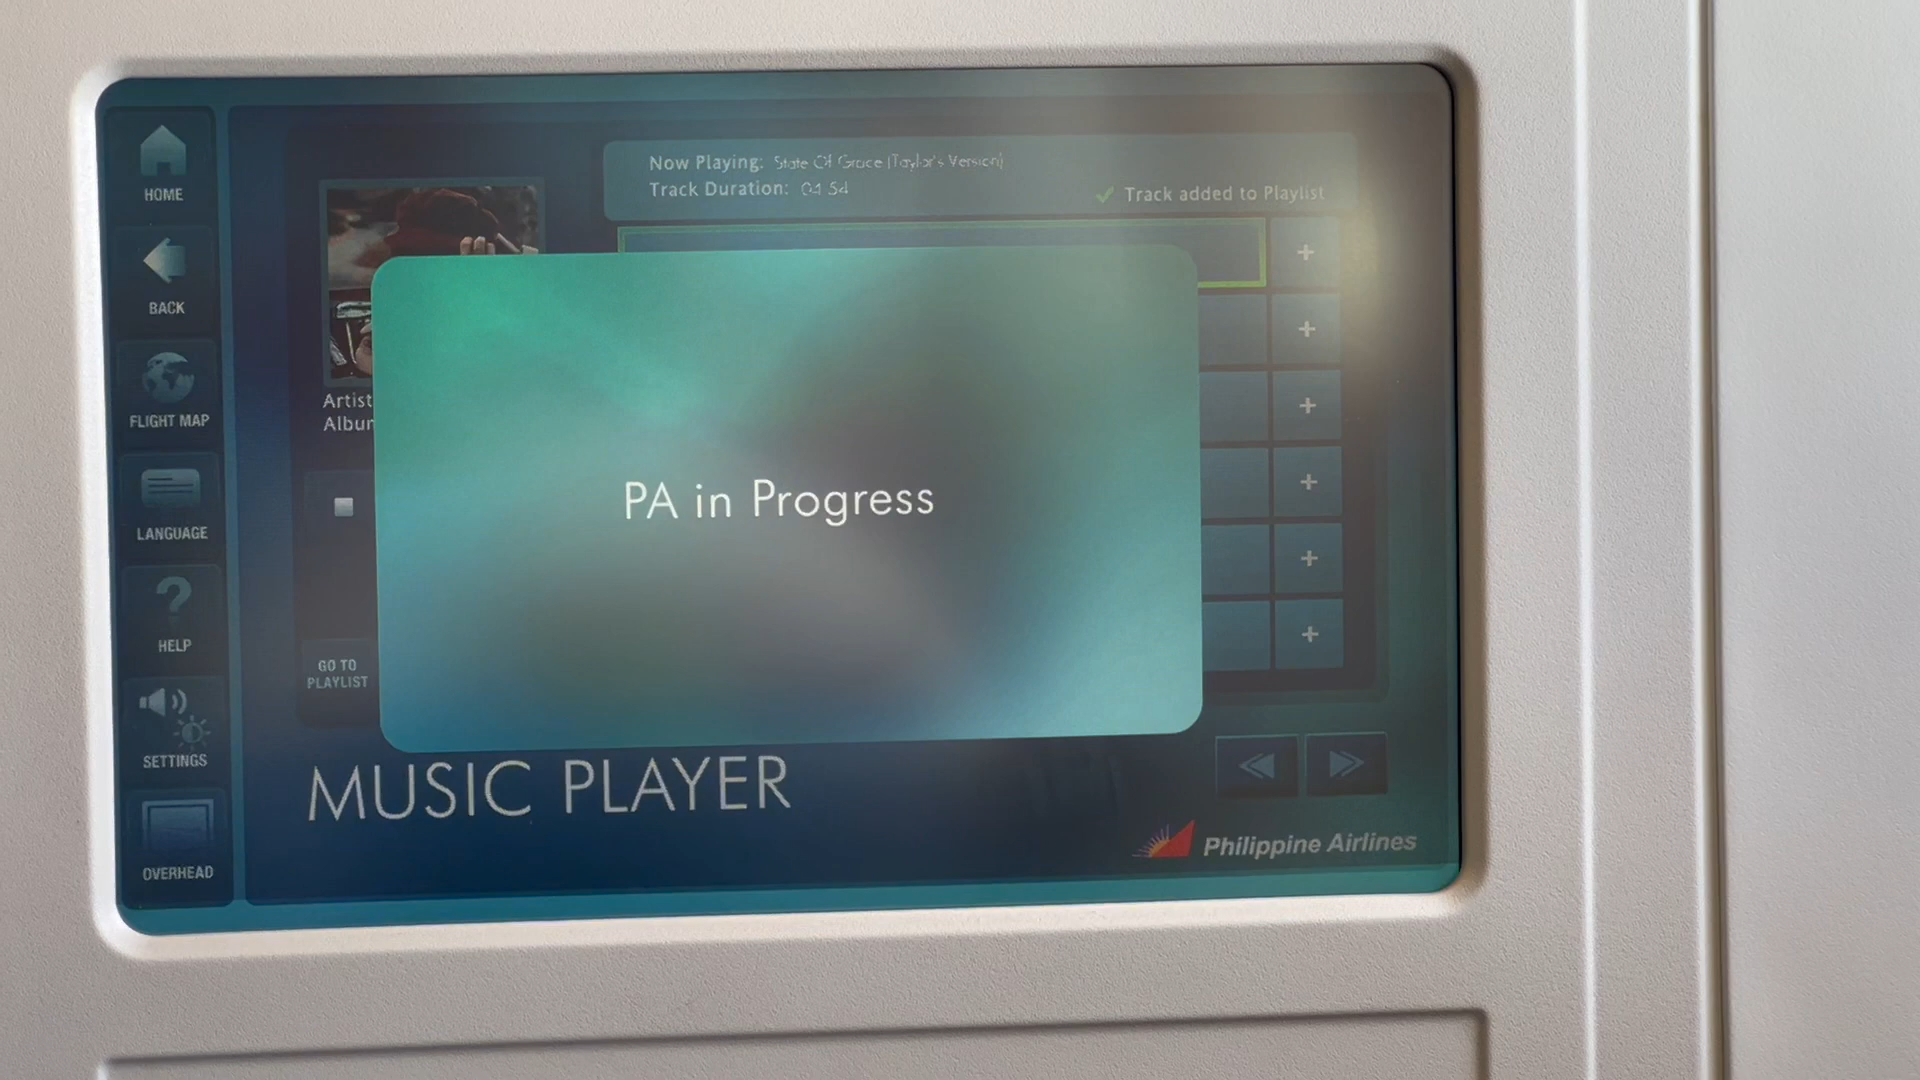 HOME
BACK
FLIGHT MAP
LANGUAGE
HELP
SETTINGS
OVERHEAD
Now Playing: State Of Grace (Taylor's Version)
Track Duration: 04:54
Track added to Playlist
+
+
+
+
+
+
Artist
Albu
PA in Progress
GO TO
PLAYLIST
MUSIC PLAYER
Philippine Airlines